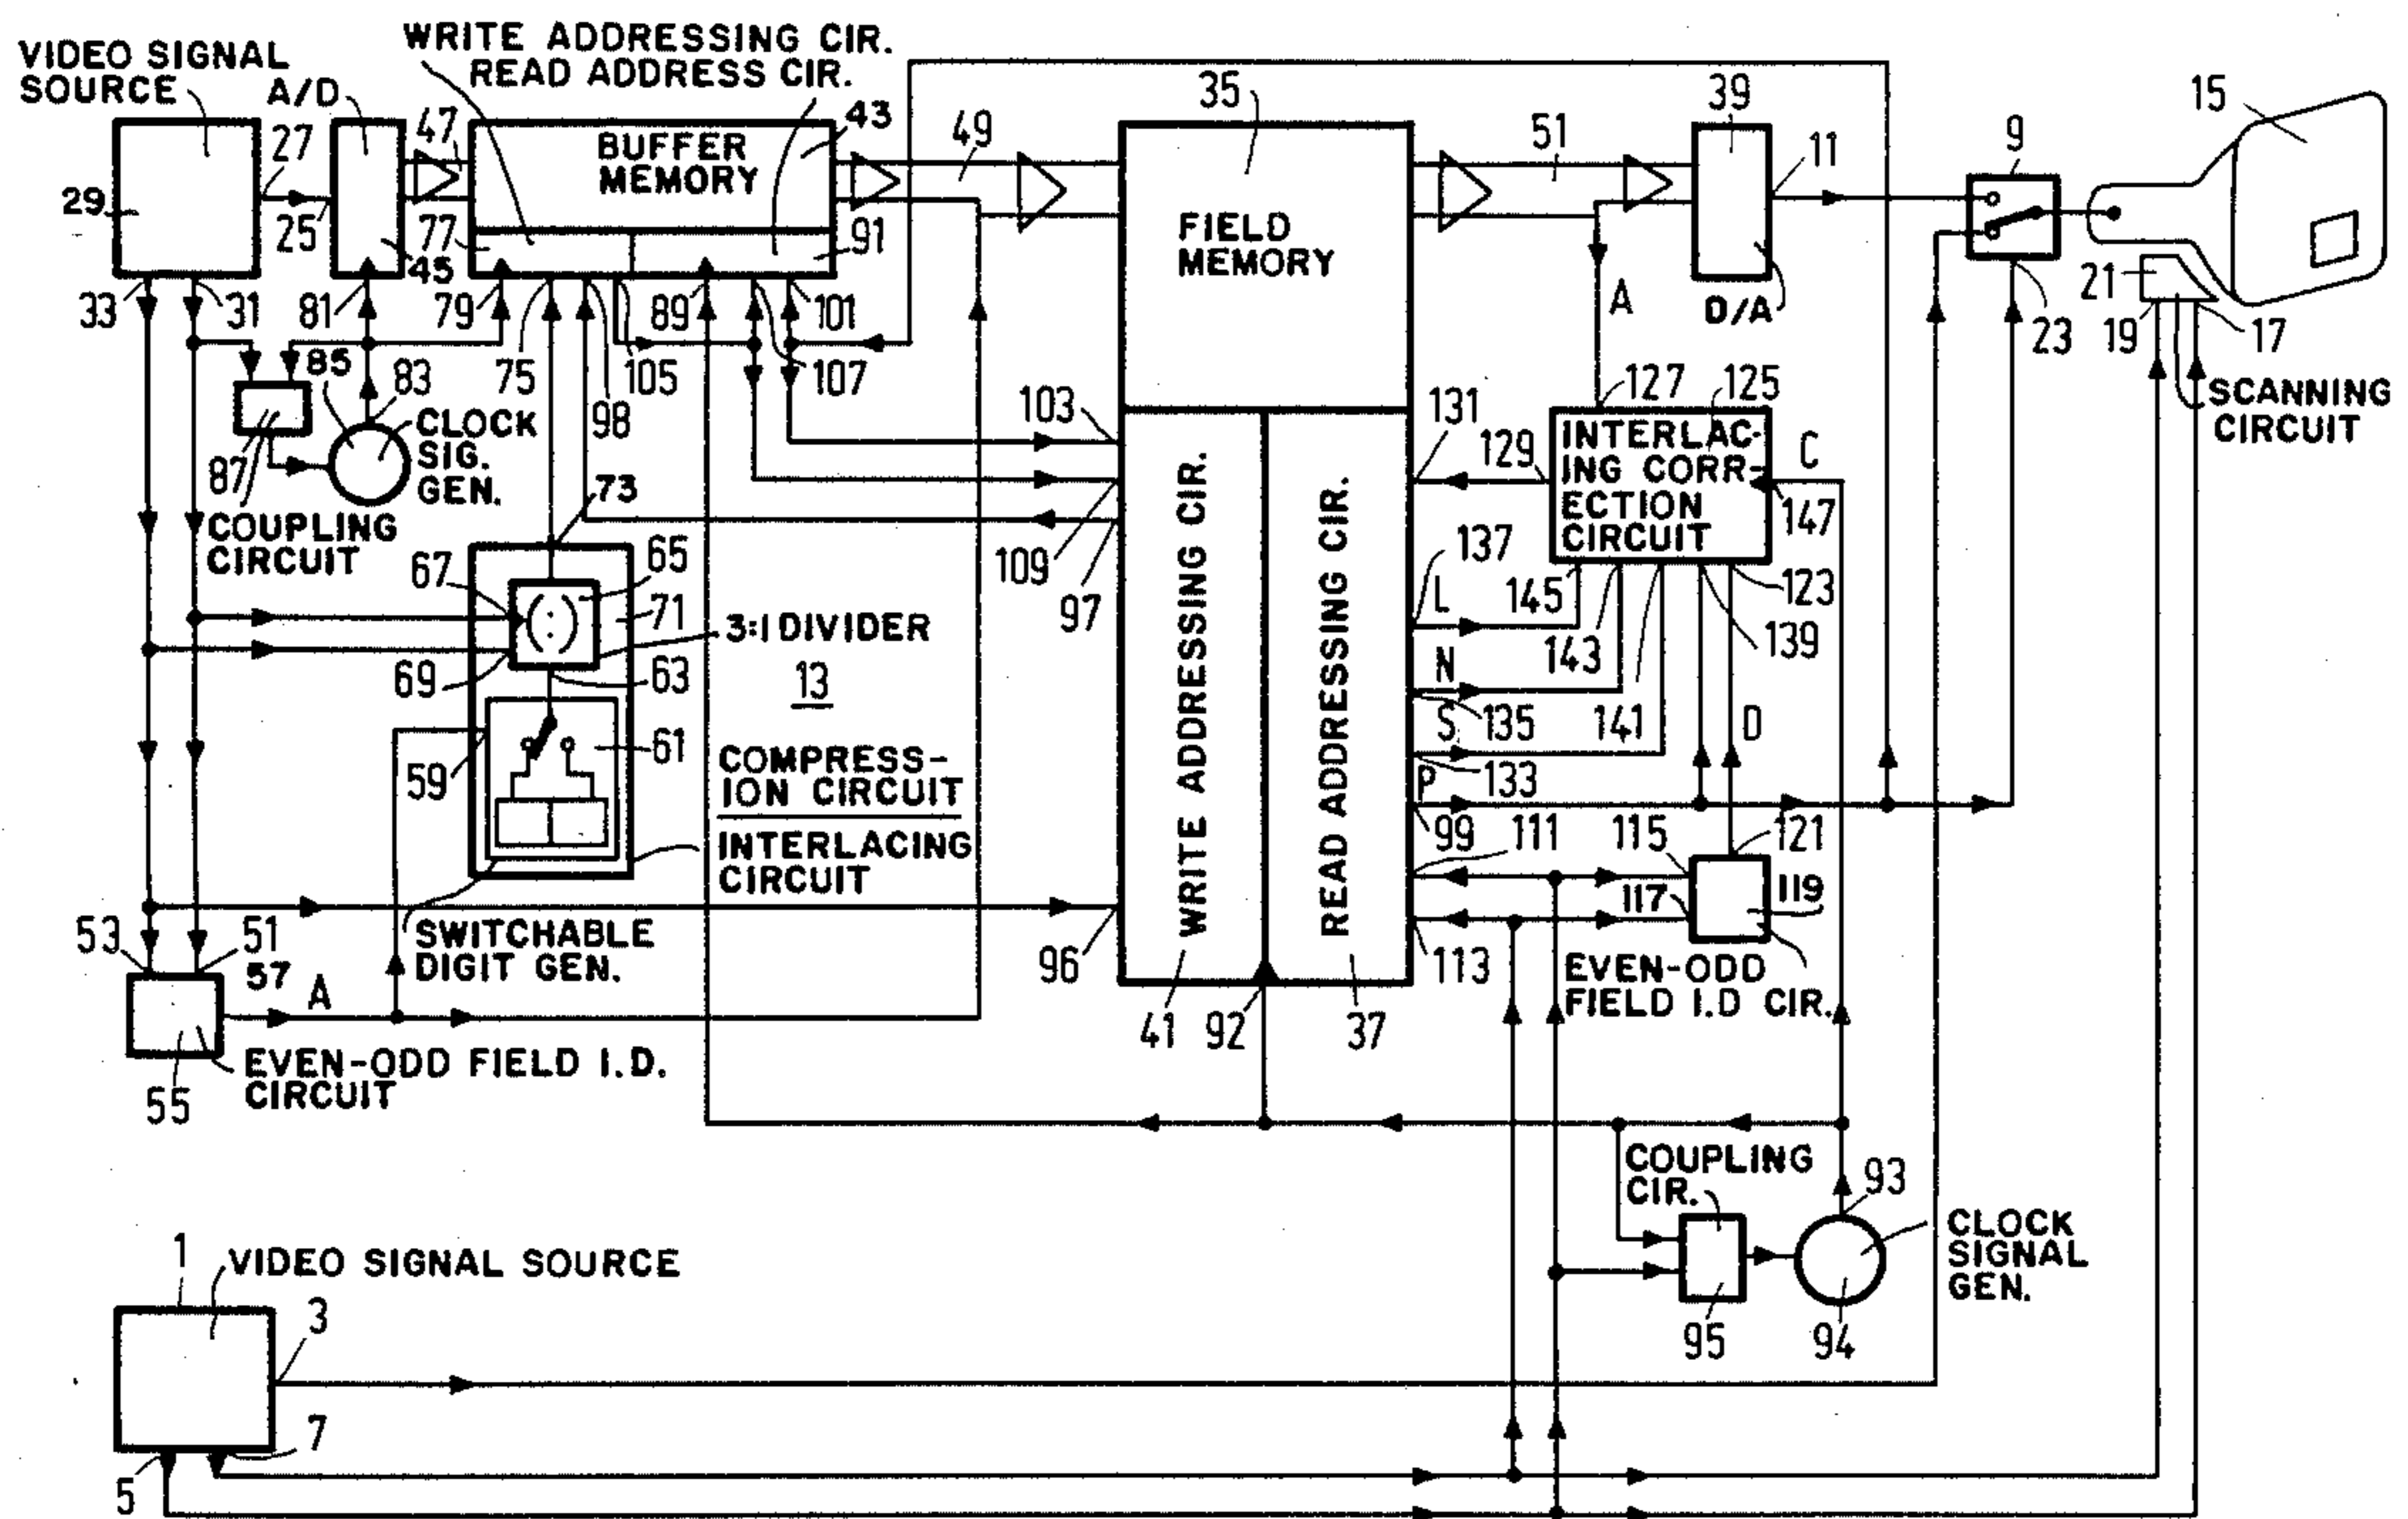 WRITE ADDRESSING CIR.
READ ADDRESS CIR.
VIDEO SIGNAL
SOURCE
A/D
47
43
35
39
15
27
BUFFER
MEMORY
49
51
11
9
29
25
45
77
91
FIELD
MEMORY
A
D/A
33
31
81
79
89
101
21
19
23
17
85
83
75
105
107
103
131
129
127
125
C
SCANNING
CIRCUIT
98
CLOCK
SIG.
GEN.
87
INTERLAC-
ING CORR-
ECTION
CIRCUIT
147
COUPLING
CIRCUIT
73
109
137
67
65
97
L
145
123
71
3:1 DIVIDER
(:)
143
139
69
63
13
N
S
135
141
D
59
61
COMPRESS-
ION CIRCUIT
INTERLACING
CIRCUIT
133
P
99
111
115
121
117
119
WRITE ADDRESSING CIR.
READ ADDRESSING CIR.
53
51
57
A
SWITCHABLE
DIGIT GEN.
96
113
EVEN-ODD
FIELD I.D CIR.
41
92
37
55
EVEN-ODD FIELD I.D.
CIRCUIT
COUPLING
CIR.
93
CLOCK
SIGNAL
GEN.
95
94
1
VIDEO SIGNAL SOURCE
3
7
5